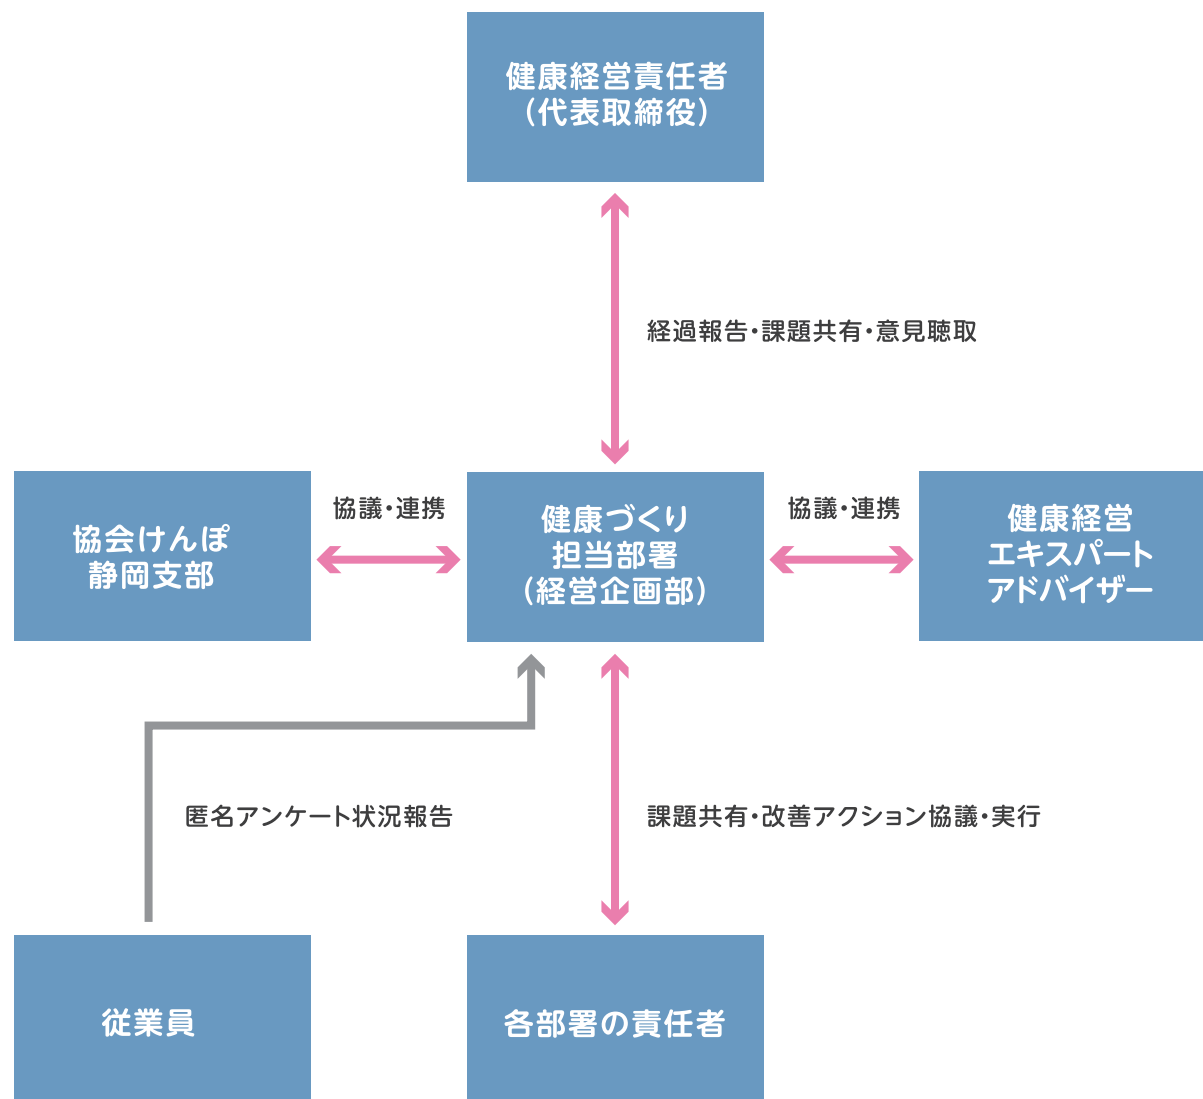 健康経営責任者
（代表取締役）
経過報告・課題共有・意見聴取
協会けんぽ
静岡支部
協議・連携
健康づくり
担当部署
（経営企画部）
協議・連携
健康経営
エキスパート
アドバイザー
匿名アンケート状況報告
課題共有・改善アクション協議・実行
従業員
各部署の責任者